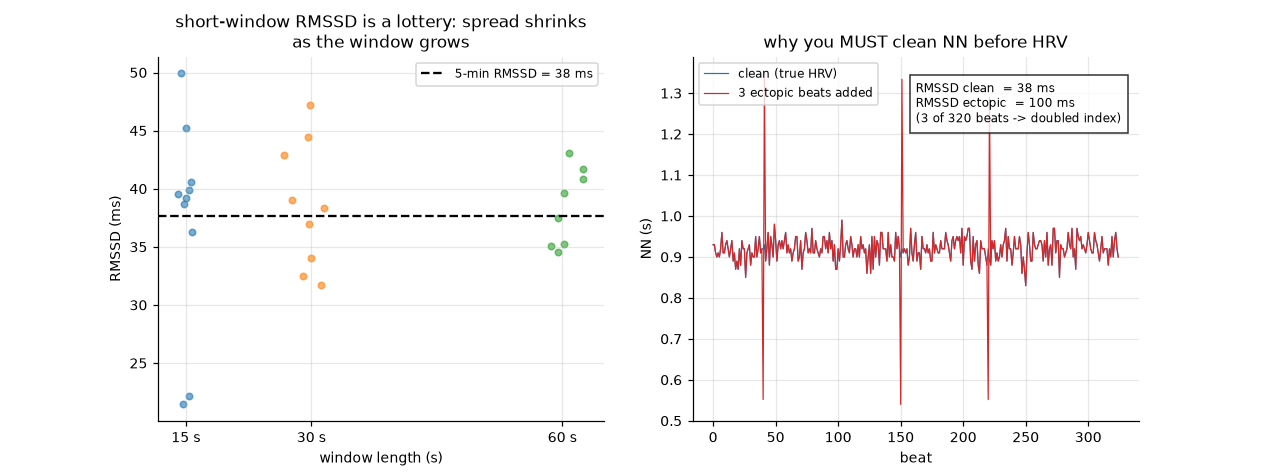 short-window RMSSD is a lottery: spread shrinks
as the window grows
RMSSD (ms)
50
45
40
35
30
25
5-min RMSSD = 38 ms
15 s
30 s
60 s
window length (s)
why you MUST clean NN before HRV
NN (s)
1.3
1.2
1.1
1.0
0.9
0.8
0.7
0.6
0.5
clean (true HRV)
3 ectopic beats added
RMSSD clean = 38 ms
RMSSD ectopic = 100 ms
(3 of 320 beats -> doubled index)
0
50
100
150
200
250
300
beat